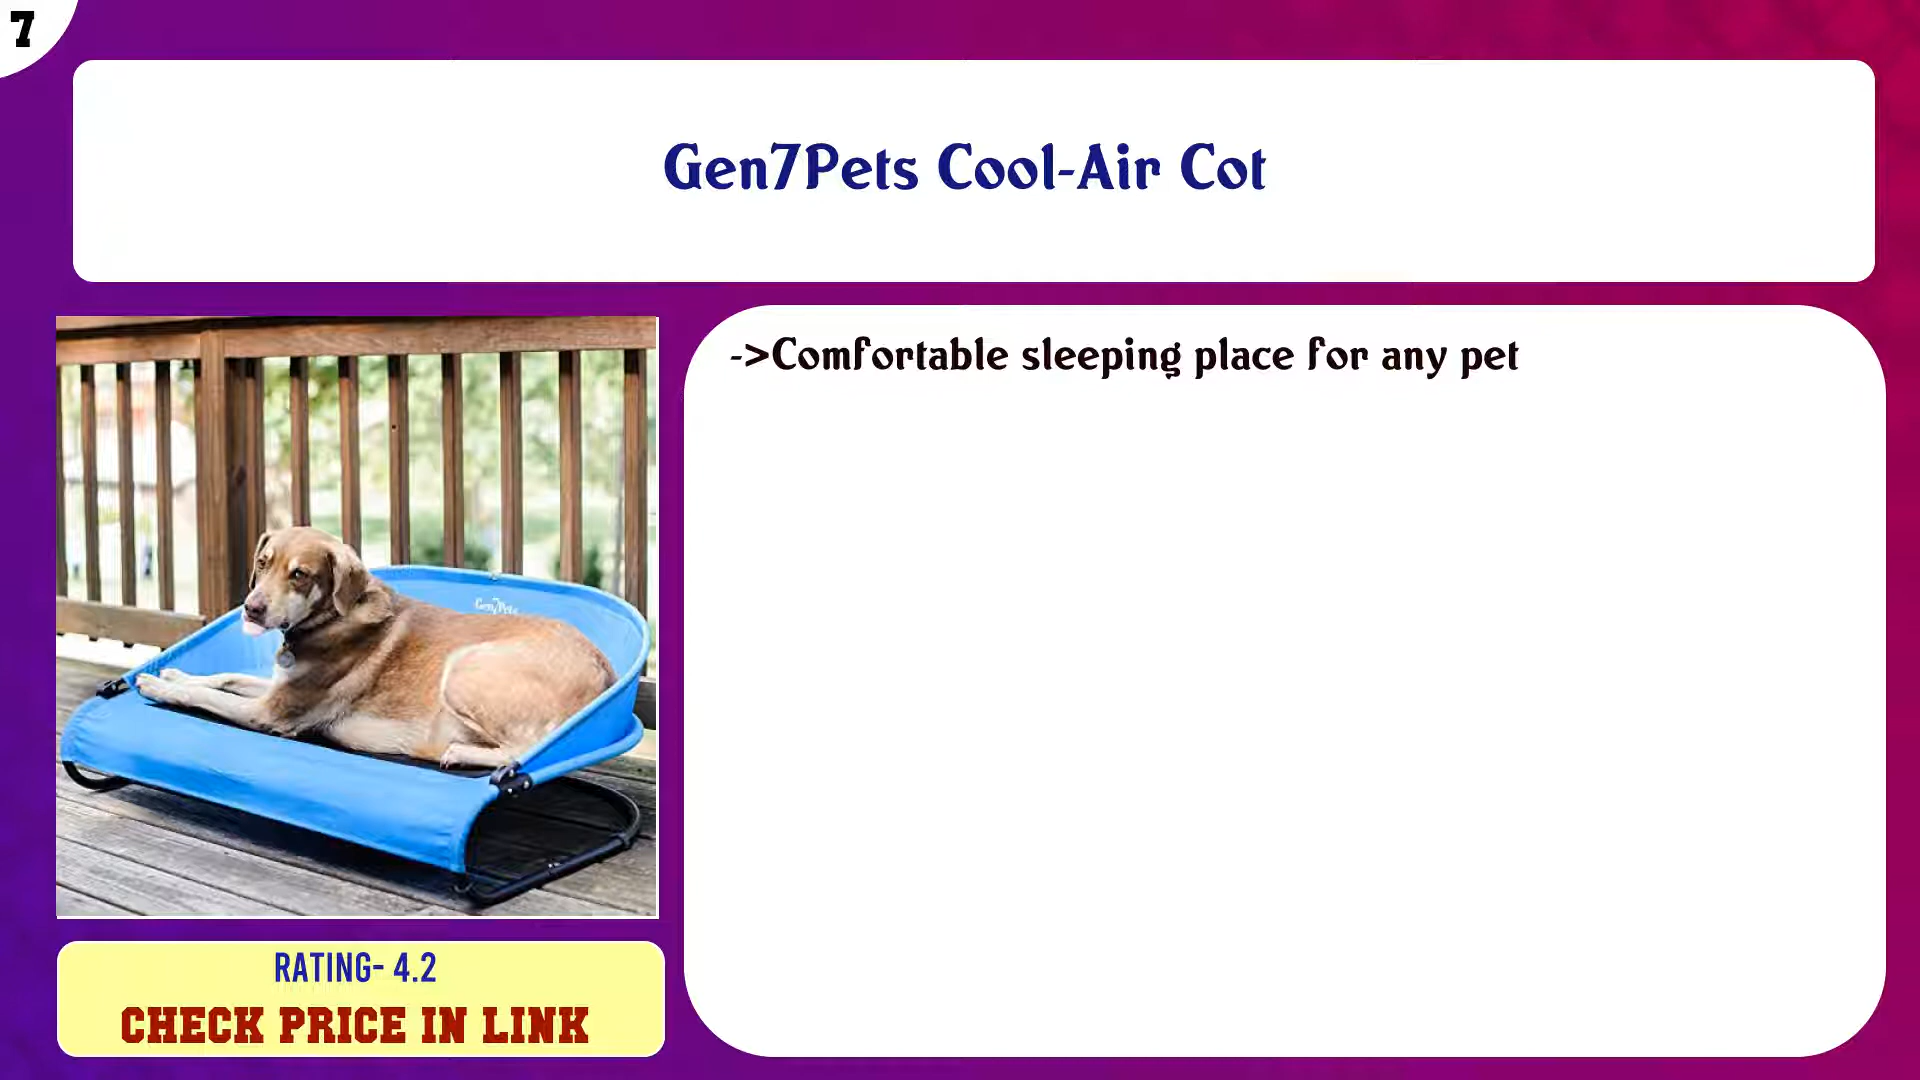 7
Gen7Pets Cool-Air Cot
->Comfortable sleeping place for any pet
Gen7Pets
RATING- 4.2
CHECK PRICE IN LINK